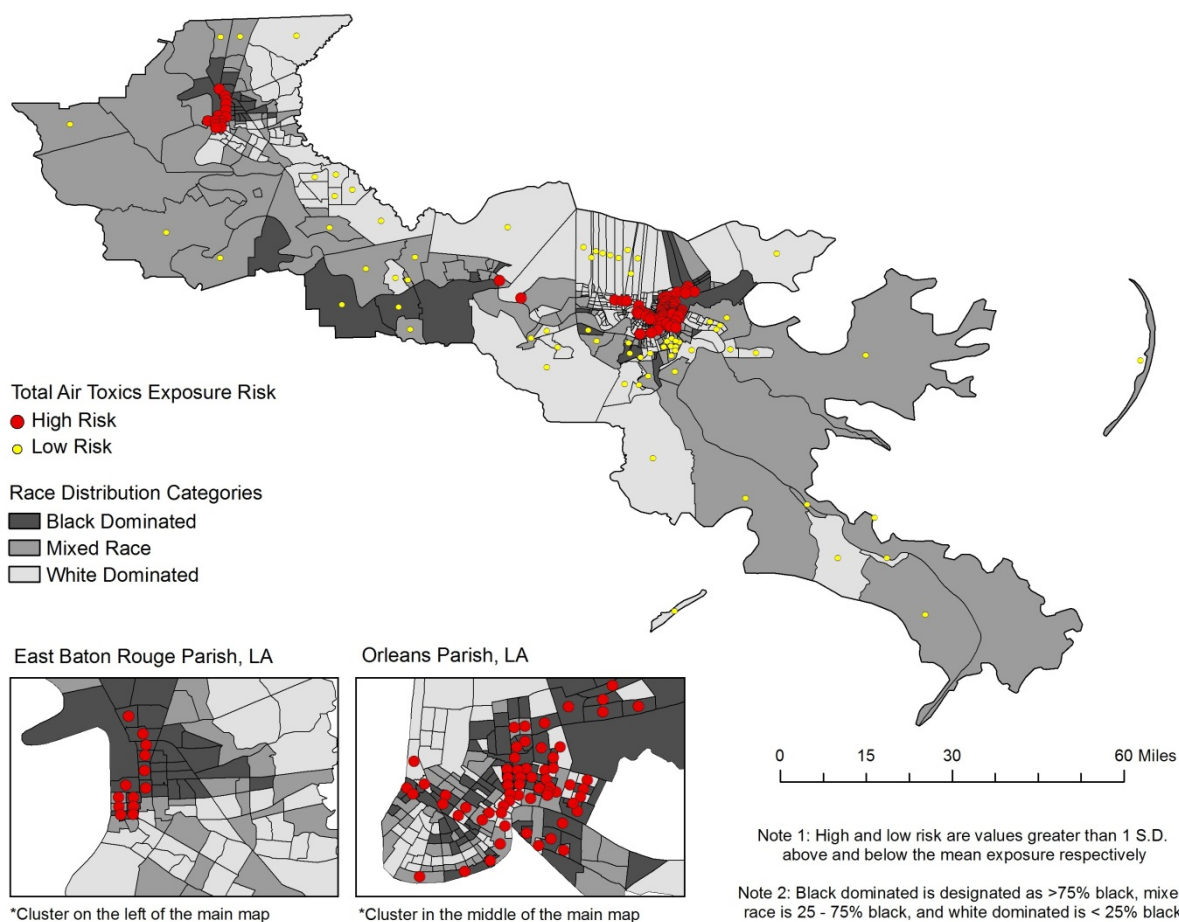 Total Air Toxics Exposure Risk
High Risk
Low Risk
Race Distribution Categories
Black Dominated
Mixed Race
White Dominated
East Baton Rouge Parish, LA
*Cluster on the left of the main map
Orleans Parish, LA
*Cluster in the middle of the main map
0 15 30 60 Miles
Note 1: High and low risk are values greater than 1 S.D.
above and below the mean exposure respectively
Note 2: Black dominated is designated as >75% black, mixe
race is 25 - 75% black, and white dominated is < 25% black